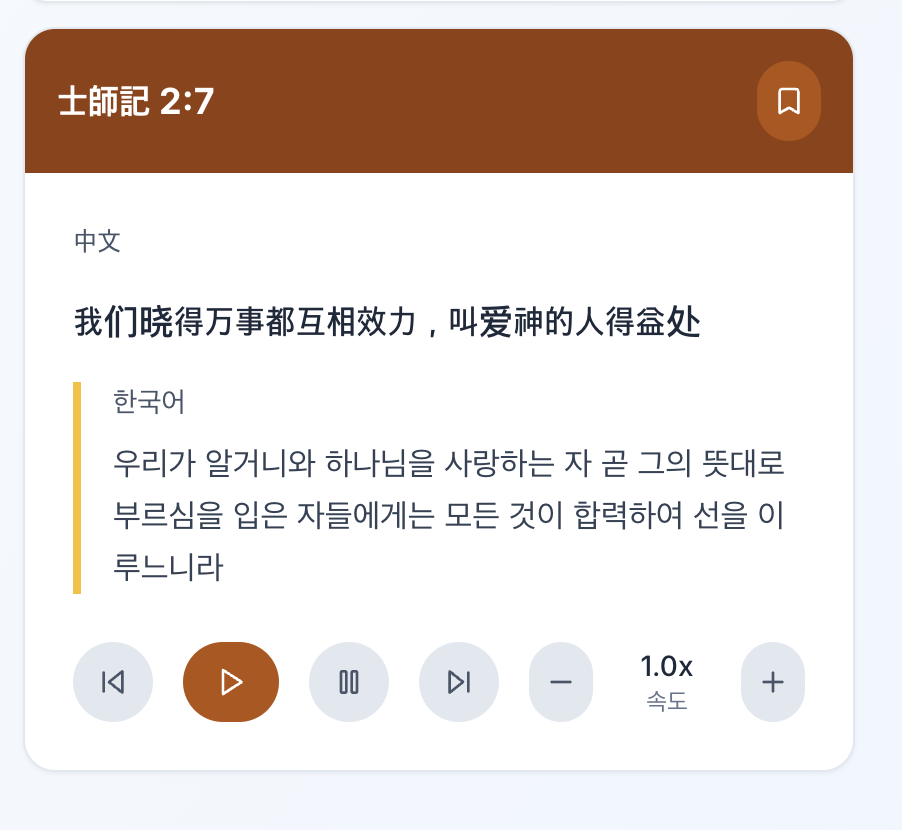 士師記 2:7
中文
我们晓得万事都互相效力，叫爱神的人得益处
한국어
우리가 알거니와 하나님을 사랑하는 자 곧 그의 뜻대로
부르심을 입은 자들에게는 모든 것이 합력하여 선을 이
루느니라
1.0x
속도